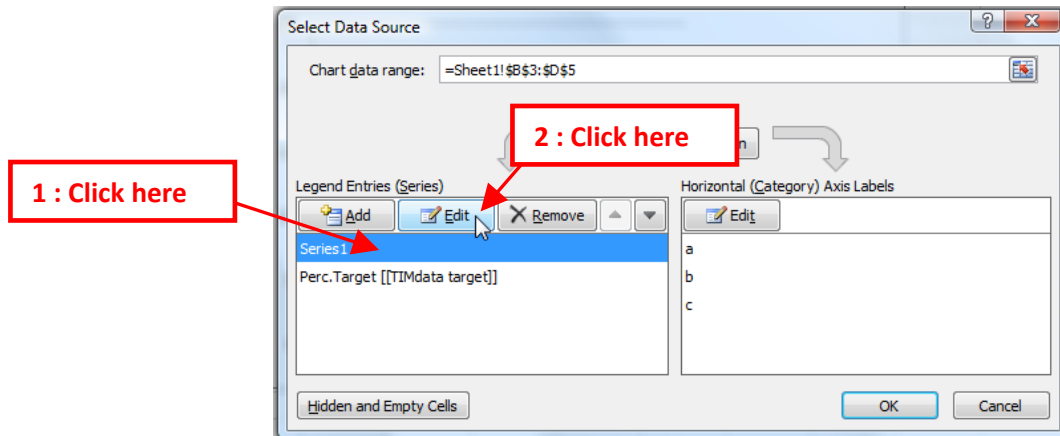 Select Data Source
Chart data range: =Sheet1!$B$3:$D$5
2 : Click here
1 : Click here
Legend Entries (Series)
Horizontal (Category) Axis Labels
Add Edit Remove
Edit
Series1
a
Perc.Target [[TIMdata target]]
b
c
Hidden and Empty Cells
OK Cancel